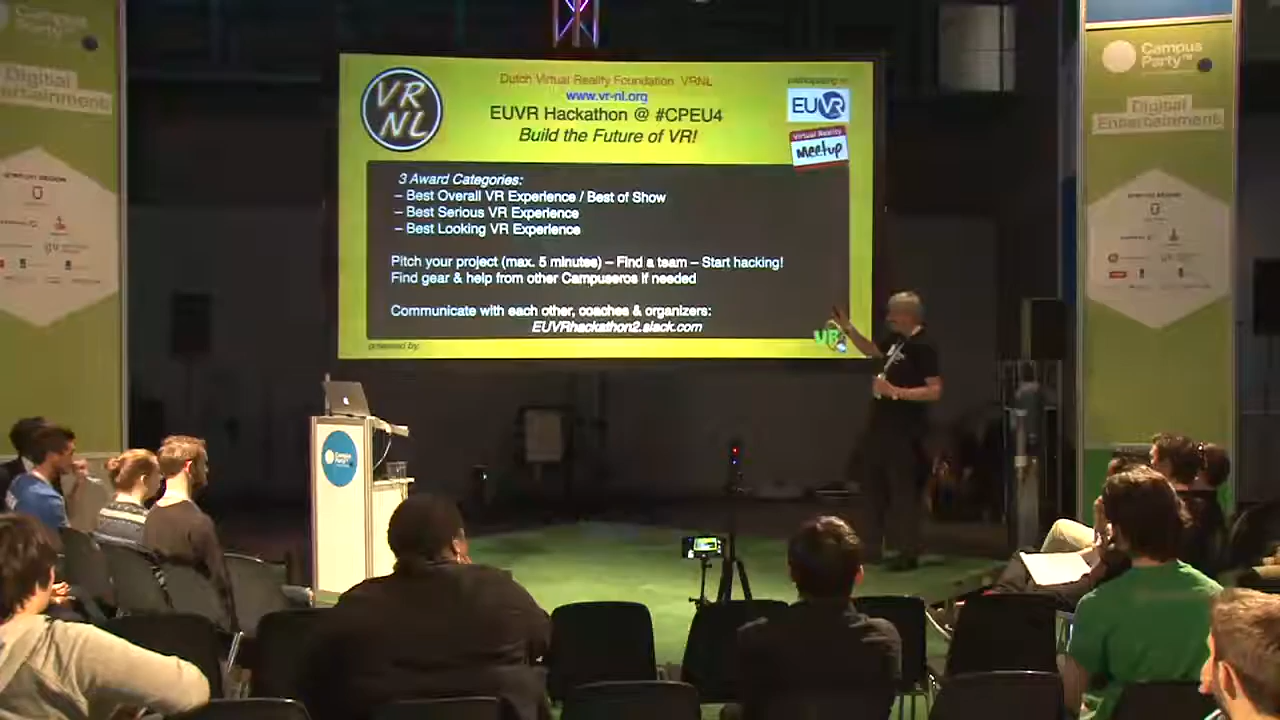 Campus
Party
Digital
Entertainment
VR
NL
Dutch Virtual Reality Foundation VRNL
www.vr-nl.org
EUVR Hackathon @ #CPEU4
Build the Future of VR!
EUVR
Virtual Reality
meetup
3 Award Categories:
– Best Overall VR Experience / Best of Show
– Best Serious VR Experience
– Best Looking VR Experience
Pitch your project (max. 5 minutes) – Find a team – Start hacking!
Find gear & help from other Campuseros if needed
Communicate with each other, coaches & organizers:
EUVRhackathon2.slack.com
presented by:
Campus
Party
Campus
Party
Digital
Entertainment